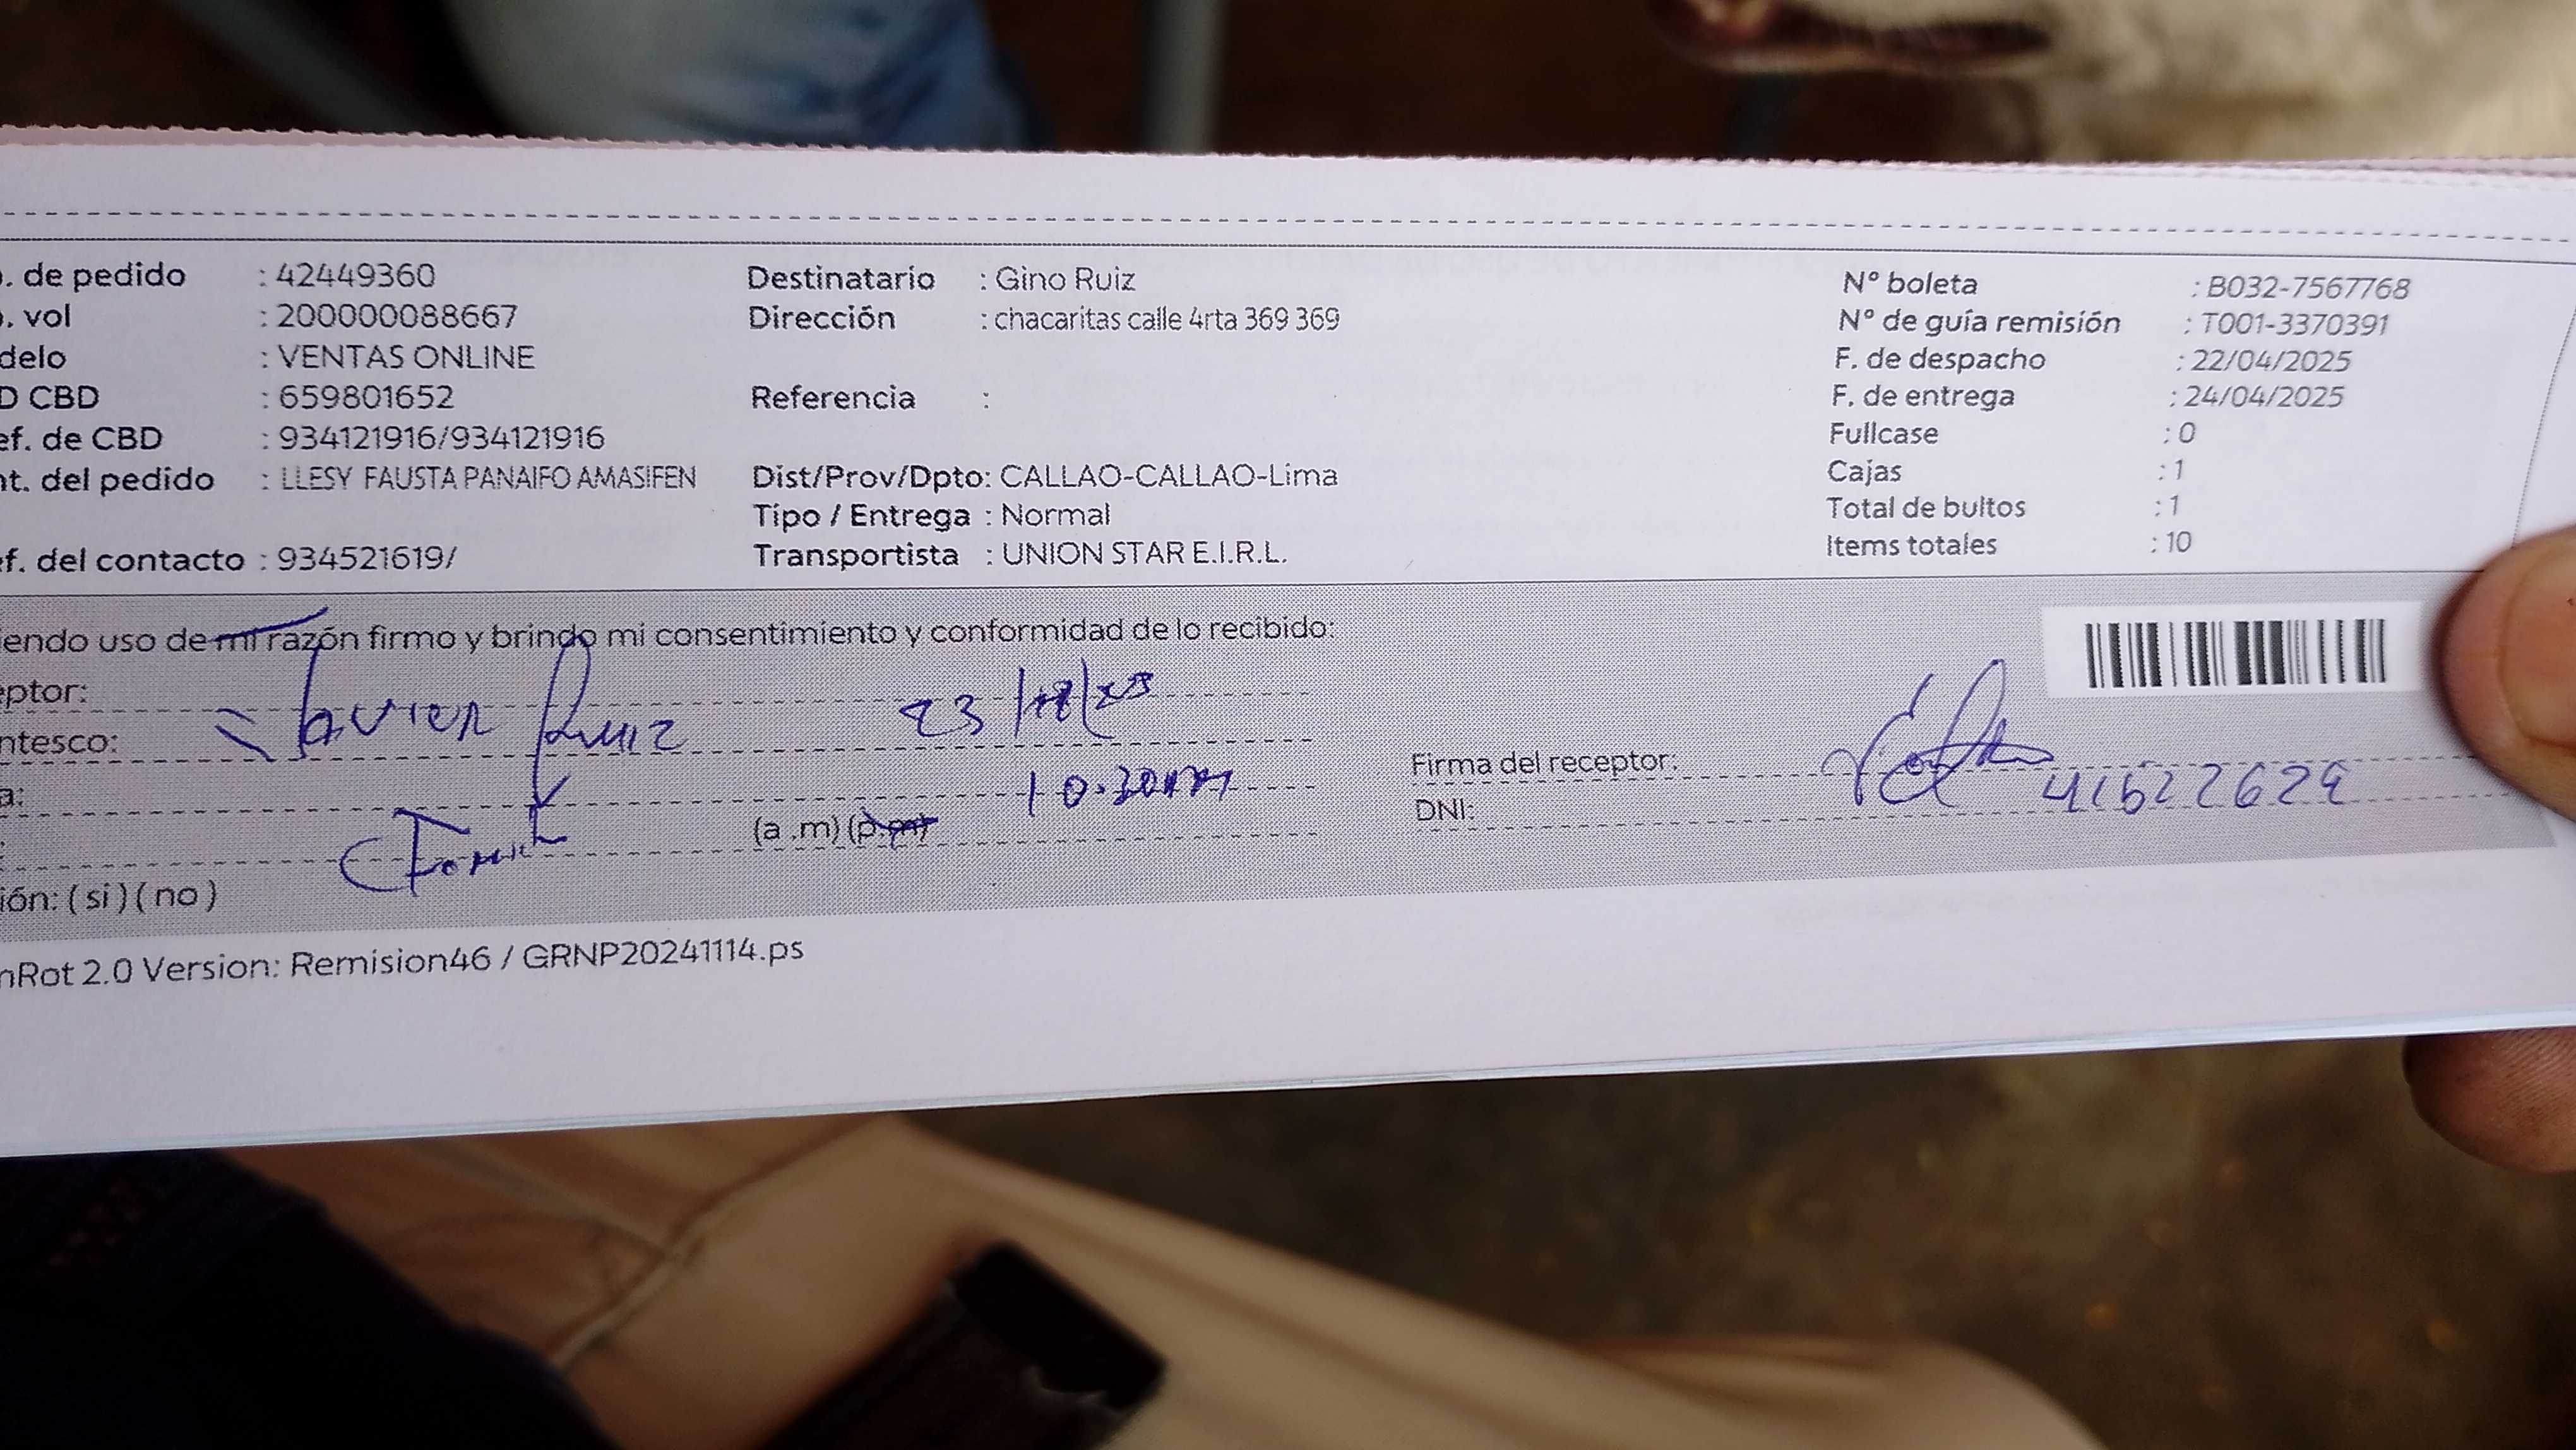 . de pedido : 42449360
. vol : 200000088667
delo : VENTAS ONLINE
D CBD : 659801652
ef. de CBD : 934121916/934121916
nt. del pedido : LLESY FAUSTA PANAIFO AMASIFEN
ef. del contacto : 934521619/
Destinatario : Gino Ruiz
Dirección : chacaritas calle 4rta 369 369
Referencia :
Dist/Prov/Dpto: CALLAO-CALLAO-Lima
Tipo / Entrega : Normal
Transportista : UNION STAR E.I.R.L.
Nº boleta : B032-7567768
Nº de guía remisión : T001-3370391
F. de despacho : 22/04/2025
F. de entrega : 24/04/2025
Fullcase : 0
Cajas : 1
Total de bultos : 1
Items totales : 10
iendo uso de mi razón firmo y brindo mi consentimiento y conformidad de lo recibido:
eptor:
Javier Ruiz
ntesco:
a:
10.30am
(a .m) (p.m)
ión: ( si ) ( no )
Firma del receptor:
DNI: 41522629
nRot 2.0 Version: Remision46 / GRNP20241114.ps